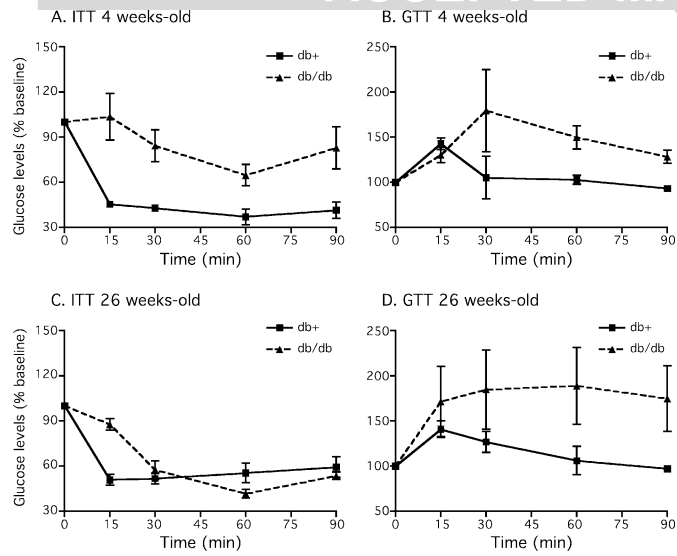 A. ITT 4 weeks-old
B. GTT 4 weeks-old
150
120
90
60
30
Glucose levels (% baseline)
db+
db/db
0 15 30 45 60 75 90
Time (min)
250
200
150
100
50
db+
db/db
0 15 30 45 60 75 90
Time (min)
C. ITT 26 weeks-old
D. GTT 26 weeks-old
150
120
90
60
30
Glucose levels (% baseline)
db+
db/db
0 15 30 45 60 75 90
Time (min)
250
200
150
100
50
db+
db/db
0 15 30 45 60 75 90
Time (min)